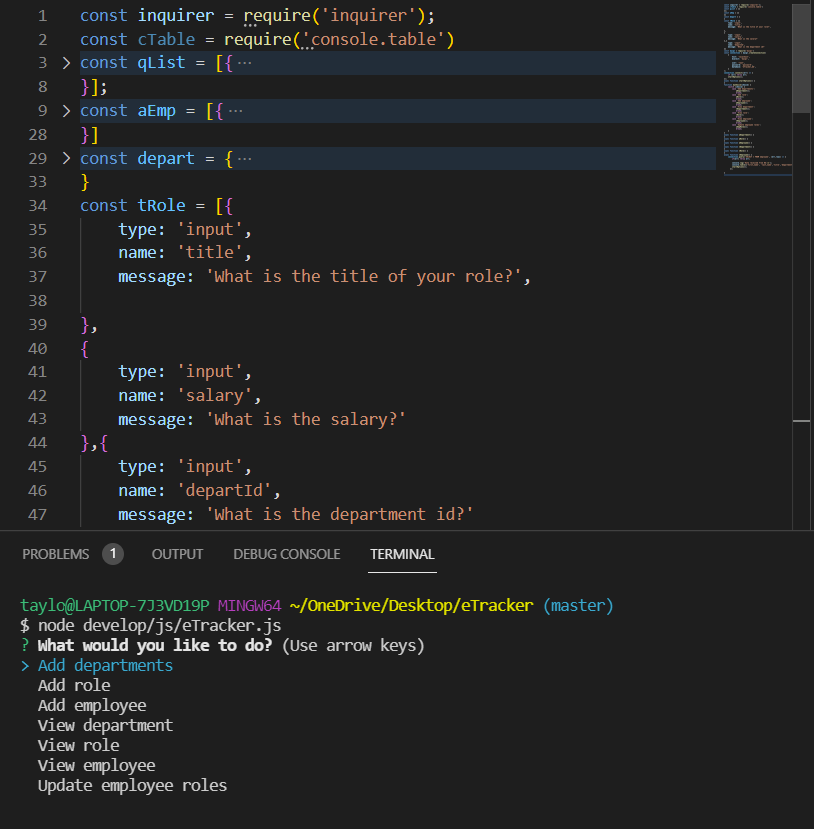 1 const inquirer = require('inquirer');
2 const cTable = require('console.table')
3 > const qList = [{ ···
8 }];
9 > const aEmp = [{ ···
28 }]
29 > const depart = { ···
33 }
34 const tRole = [{
35 type: 'input',
36 name: 'title',
37 message: 'What is the title of your role?',
38
39 },
40 {
41 type: 'input',
42 name: 'salary',
43 message: 'What is the salary?'
44 },{
45 type: 'input',
46 name: 'departId',
47 message: 'What is the department id?'
PROBLEMS 1 OUTPUT DEBUG CONSOLE TERMINAL
taylo@LAPTOP-7J3VD19P MINGW64 ~/OneDrive/Desktop/eTracker (master)
$ node develop/js/eTracker.js
? What would you like to do? (Use arrow keys)
> Add departments
Add role
Add employee
View department
View role
View employee
Update employee roles